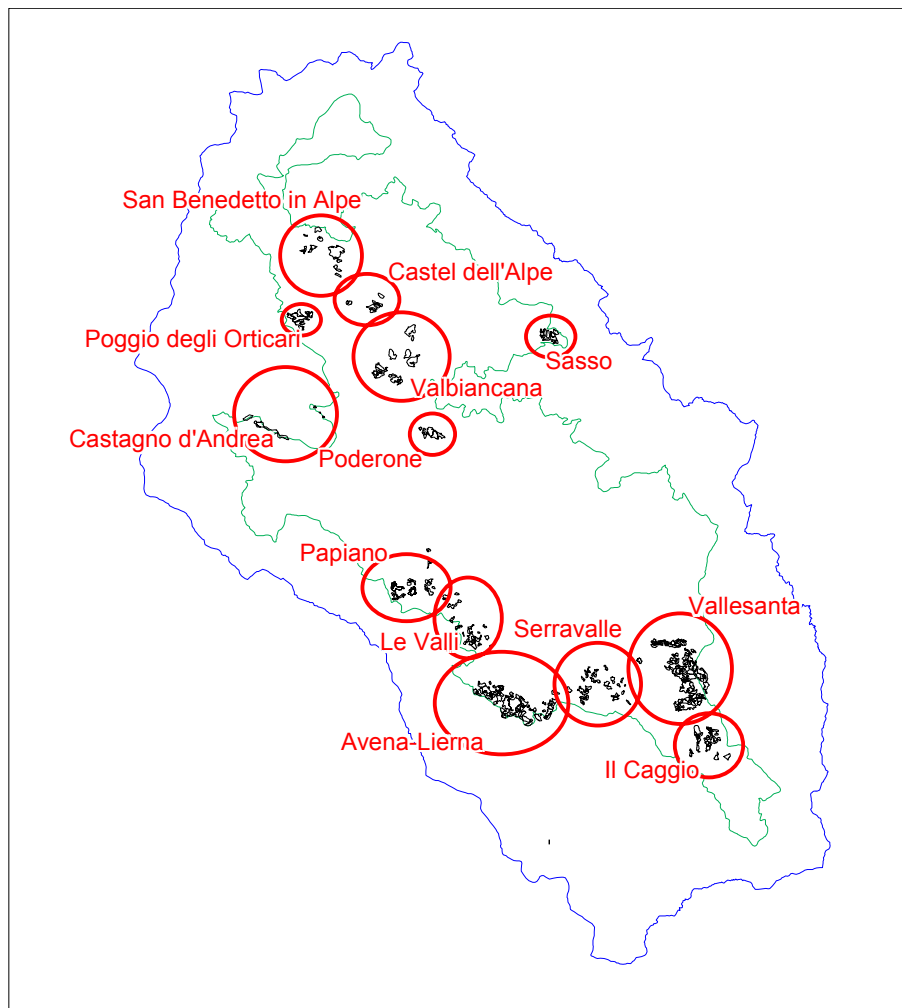 San Benedetto in Alpe
Castel dell'Alpe
Poggio degli Orticari
Sasso
Valbiancana
Castagno d'Andrea
Poderone
Papiano
Vallesanta
Le Valli
Serravalle
Avena-Lierna
Il Caggio